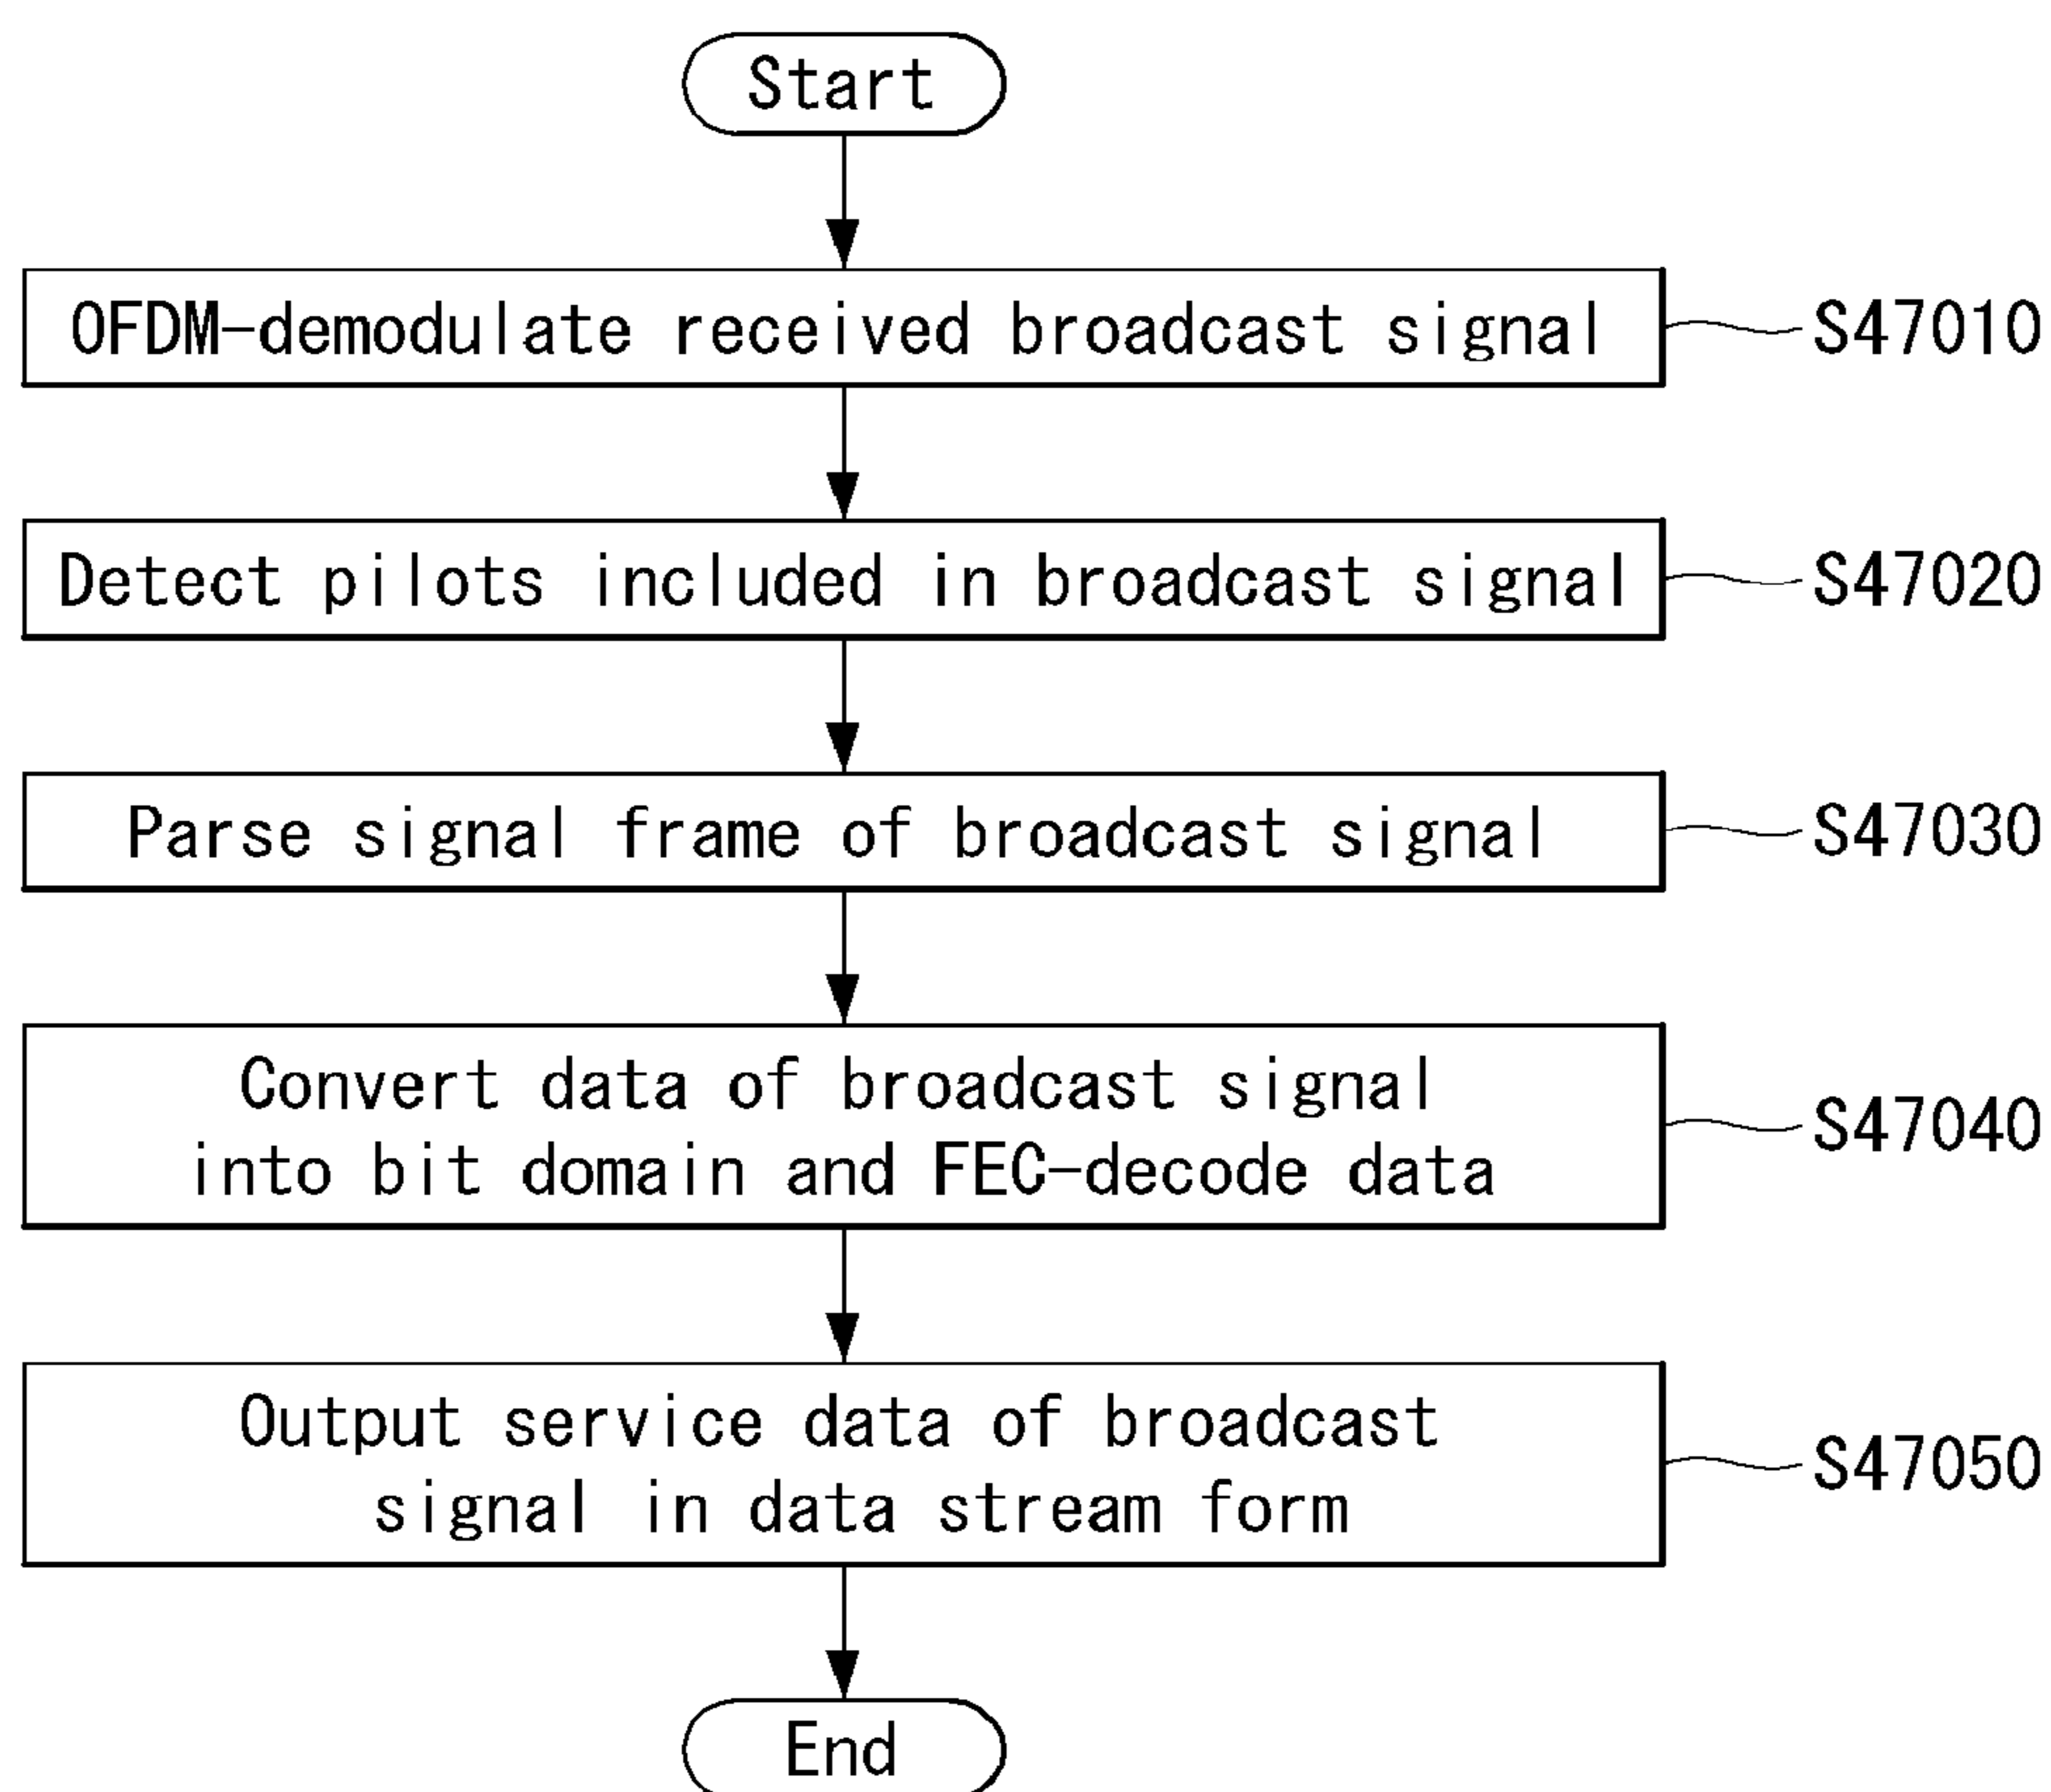 Start
OFDM-demodulate received broadcast signal
S47010
Detect pilots included in broadcast signal
S47020
Parse signal frame of broadcast signal
S47030
Convert data of broadcast signal
into bit domain and FEC-decode data
S47040
Output service data of broadcast
signal in data stream form
S47050
End